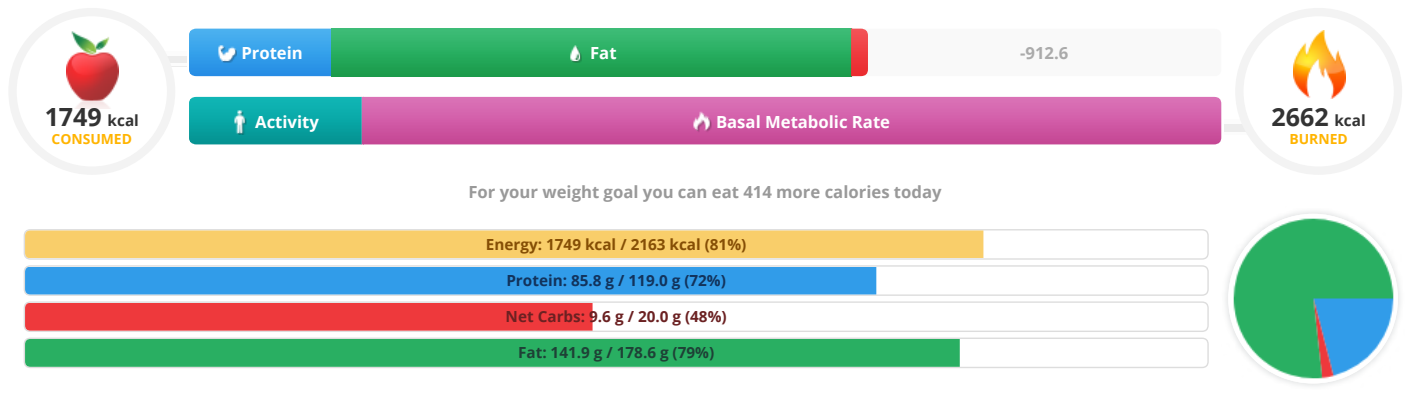 Protein
Fat
-912.6
1749 kcal
CONSUMED
2662 kcal
BURNED
Activity
Basal Metabolic Rate
For your weight goal you can eat 414 more calories today
Energy: 1749 kcal / 2163 kcal (81%)
Protein: 85.8 g / 119.0 g (72%)
Net Carbs: 9.6 g / 20.0 g (48%)
Fat: 141.9 g / 178.6 g (79%)